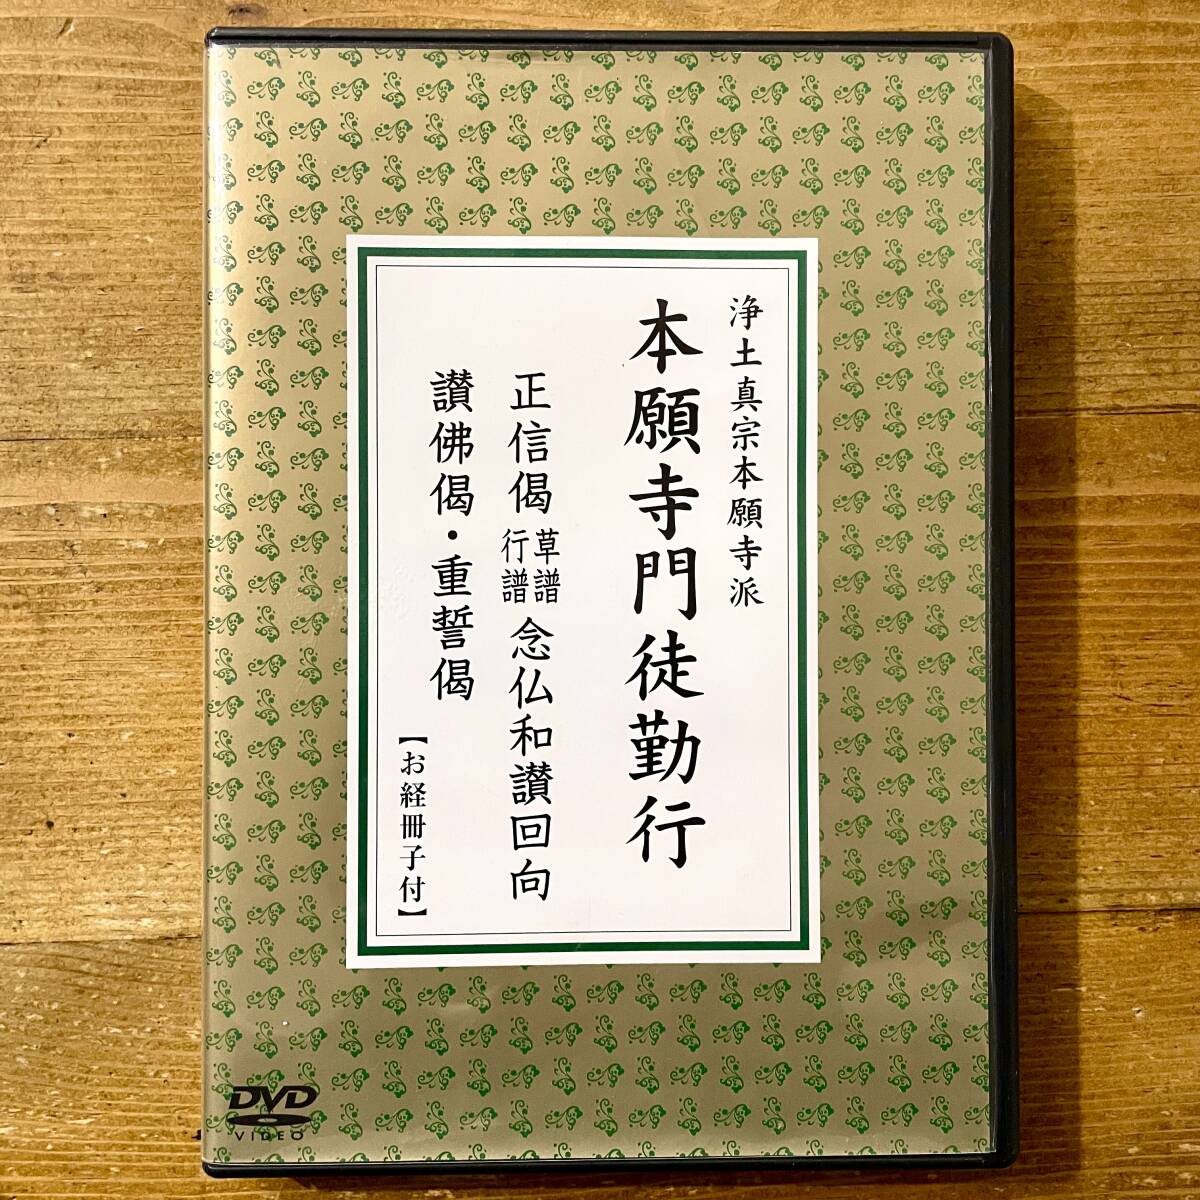 浄土真宗本願寺派
本願寺門徒勤行
正信偈 草譜 行譜 念仏和讃回向
讃佛偈・重誓偈
【お経冊子付】
DVD
VIDEO